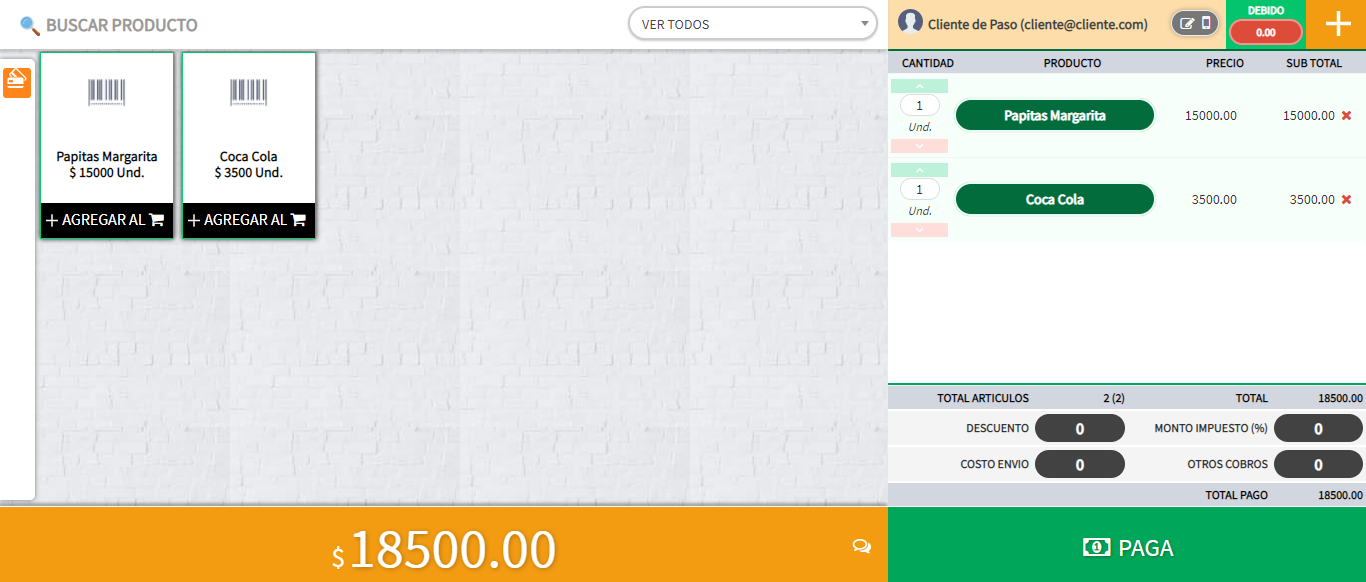 BUSCAR PRODUCTO
VER TODOS
Papitas Margarita
$ 15000 Und.
+ AGREGAR AL
Coca Cola
$ 3500 Und.
+ AGREGAR AL
$ 18500.00
Cliente de Paso (cliente@cliente.com)
DEBIDO
0.00
CANTIDAD PRODUCTO PRECIO SUB TOTAL
1 Papitas Margarita 15000.00 15000.00
Und.
1 Coca Cola 3500.00 3500.00
Und.
TOTAL ARTICULOS 2 (2) TOTAL 18500.00
DESCUENTO 0 MONTO IMPUESTO (%) 0
COSTO ENVIO 0 OTROS COBROS 0
TOTAL PAGO 18500.00
PAGA